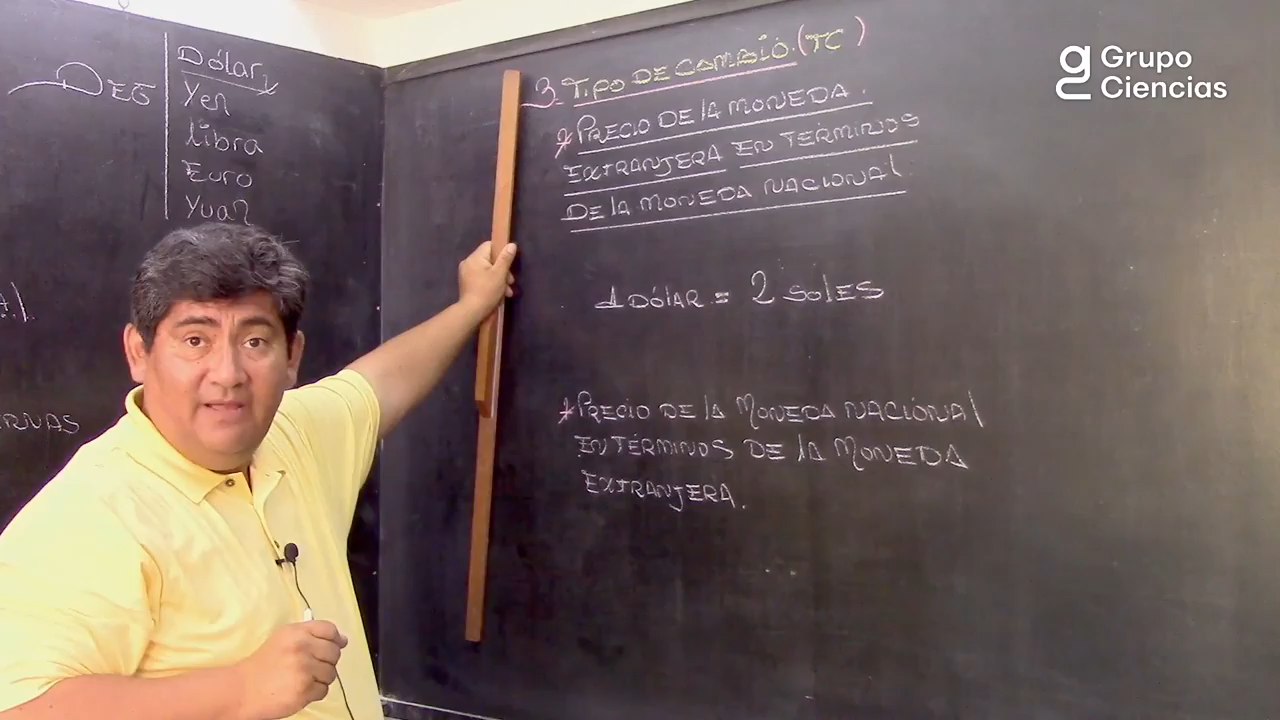 Dólar
Yen
Libra
Euro
Yuan
3. TIPO DE CAMBIO. (TC)
* PRECIO DE LA MONEDA
EXTRANJERA EN TÉRMINOS
DE LA MONEDA NACIONAL.
1 DÓLAR = 2 SOLES
* PRECIO DE LA MONEDA NACIONAL
EN TÉRMINOS DE LA MONEDA
EXTRANJERA.
Grupo
Ciencias